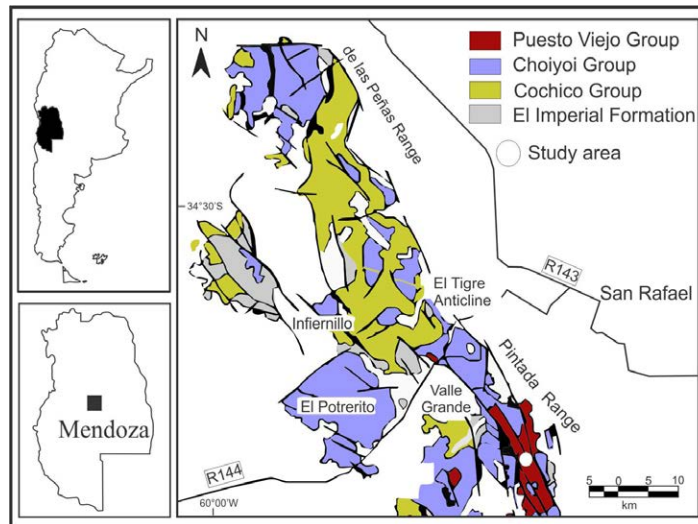 N
de las Peñas Range
Puesto Viejo Group
Choiyoi Group
Cochico Group
El Imperial Formation
Study area
34°30'S
R143
San Rafael
El Tigre
Anticline
Infiernillo
Pintada Range
El Potrerito
Valle
Grande
Mendoza
R144
5 0 5 10
km
60°00'W